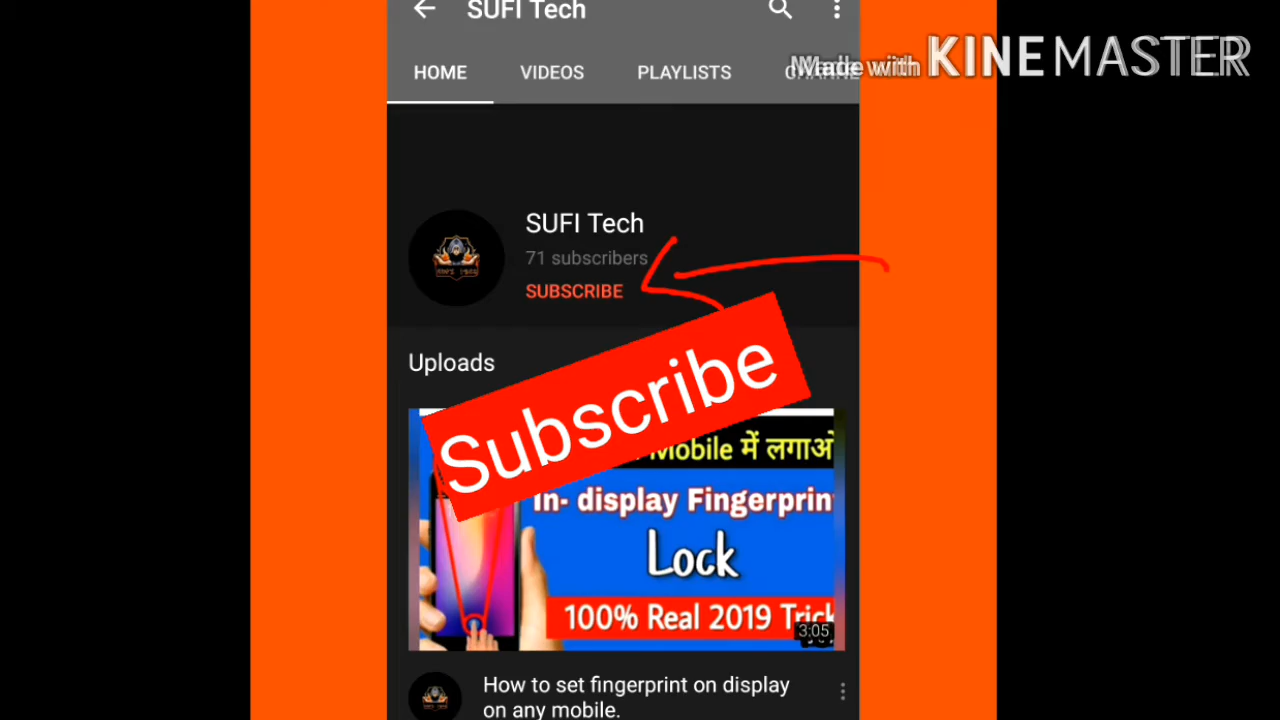 SUFI Tech
Made with KINEMASTER
HOME VIDEOS PLAYLISTS
SUFI Tech
71 subscribers
SUBSCRIBE
Subscribe
Uploads
Mobile में लगाओ
In- display Fingerprin
Lock
100% Real 2019 Trick
3:05
How to set fingerprint on display
on any mobile.